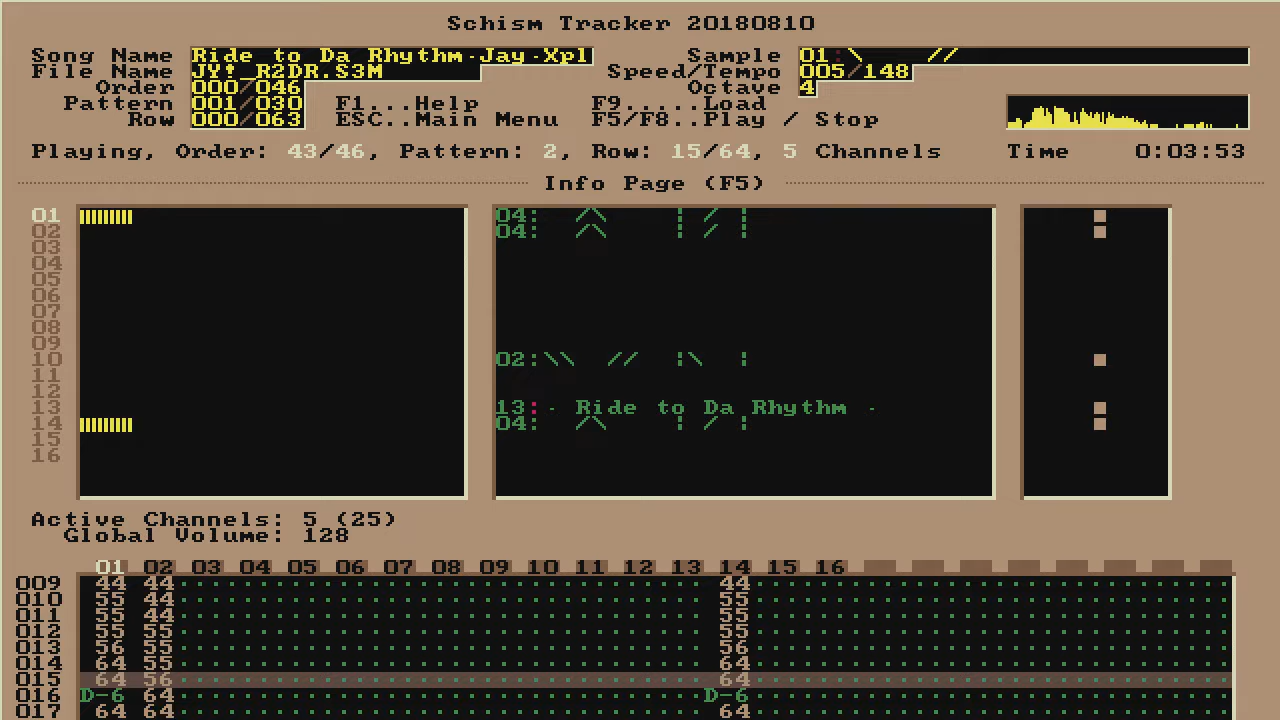 Schism Tracker 20180810
Song Name Ride to Da Rhythm-Jay-Xpl Sample 01:\    //
File Name JY!_R2DR.S3M Speed/Tempo 005/148
Order 000/046 Octave 4
Pattern 001/030 F1...Help F9.....Load
Row 000/063 ESC..Main Menu F5/F8..Play / Stop
Playing, Order: 43/46, Pattern: 2, Row: 15/64, 5 Channels Time 0:03:53
Info Page (F5)
01 04:  /\    ¦ / ¦
02 04:  /\    ¦ / ¦
03
04
05
06
07
08
09
10 02:\\  //  ¦\  ¦
11
12
13 13:- Ride to Da Rhythm -
14 04:  /\    ¦ / ¦
15
16
Active Channels: 5 (25)
Global Volume: 128
01 02 03 04 05 06 07 08 09 10 11 12 13 14 15 16
009 44 44 44
010 55 44 55
011 55 44 55
012 55 55 55
013 56 55 56
014 64 55 64
015 64 56 64
016 D-6 64 D-6
017 64 64 64